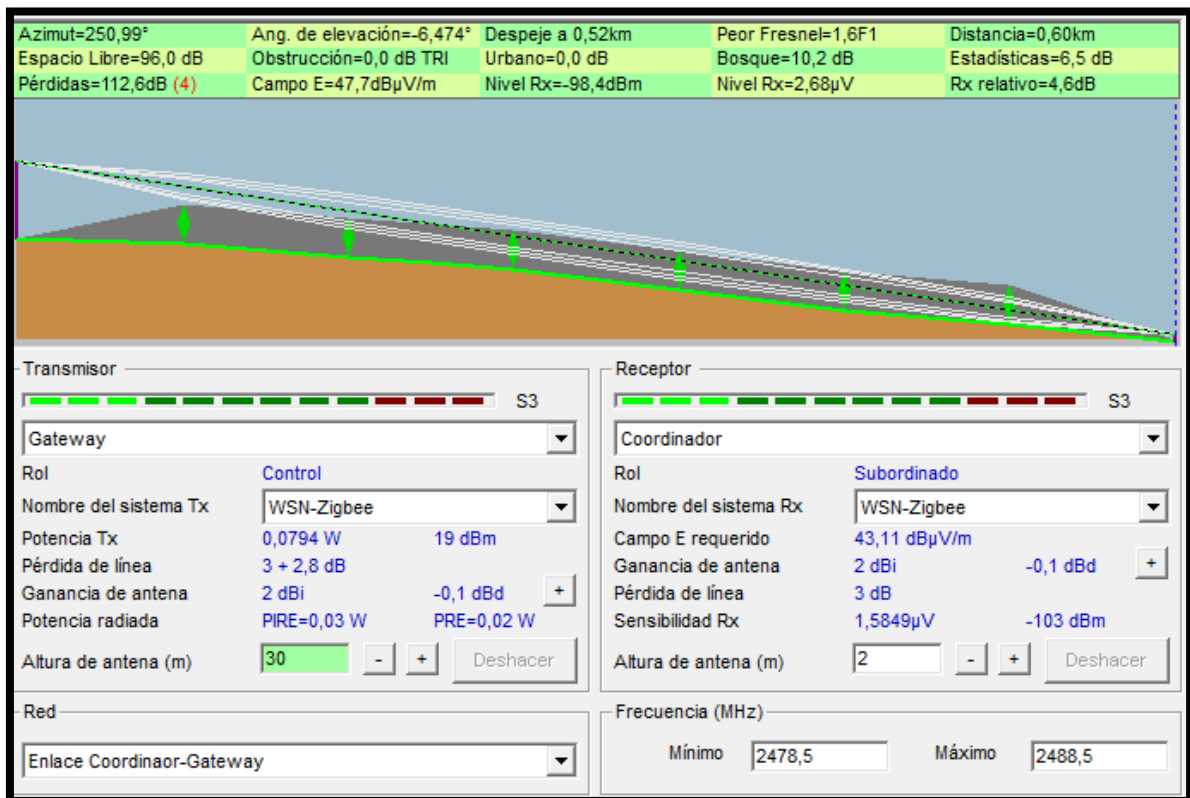 Azimut=250,99° Ang. de elevación=-6,474° Despeje a 0,52km Peor Fresnel=1,6F1 Distancia=0,60km
Espacio Libre=96,0 dB Obstrucción=0,0 dB TRI Urbano=0,0 dB Bosque=10,2 dB Estadísticas=6,5 dB
Pérdidas=112,6dB (4) Campo E=47,7dBµV/m Nivel Rx=-98,4dBm Nivel Rx=2,68µV Rx relativo=4,6dB
Transmisor
S3
Gateway
Rol Control
Nombre del sistema Tx WSN-Zigbee
Potencia Tx 0,0794 W 19 dBm
Pérdida de línea 3 + 2,8 dB
Ganancia de antena 2 dBi -0,1 dBd +
Potencia radiada PIRE=0,03 W PRE=0,02 W
Altura de antena (m) 30 - + Deshacer
Receptor
S3
Coordinador
Rol Subordinado
Nombre del sistema Rx WSN-Zigbee
Campo E requerido 43,11 dBµV/m
Ganancia de antena 2 dBi -0,1 dBd +
Pérdida de línea 3 dB
Sensibilidad Rx 1,5849µV -103 dBm
Altura de antena (m) 2 - + Deshacer
Red
Enlace Coordinaor-Gateway
Frecuencia (MHz)
Mínimo 2478,5 Máximo 2488,5